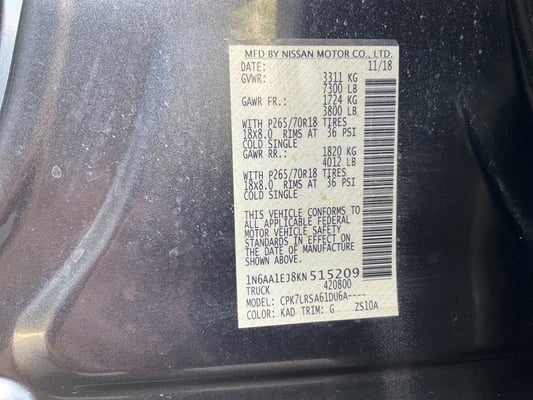 MFD BY NISSAN MOTOR CO., LTD.
DATE: 11/18
GVWR: 3311 KG
7300 LB
GAWR FR.: 1724 KG
3800 LB
WITH P265/70R18 TIRES
18X8.0 RIMS AT 36 PSI
COLD SINGLE
GAWR RR.: 1820 KG
4012 LB
WITH P265/70R18 TIRES
18X8.0 RIMS AT 36 PSI
COLD SINGLE
THIS VEHICLE CONFORMS TO
ALL APPLICABLE FEDERAL
MOTOR VEHICLE SAFETY
STANDARDS IN EFFECT ON
THE DATE OF MANUFACTURE
SHOWN ABOVE.
1N6AA1EJ8KN515209
TRUCK 420800
MODEL: CPK7LRSA61DU6A----
COLOR: KAD TRIM: G ZS10A